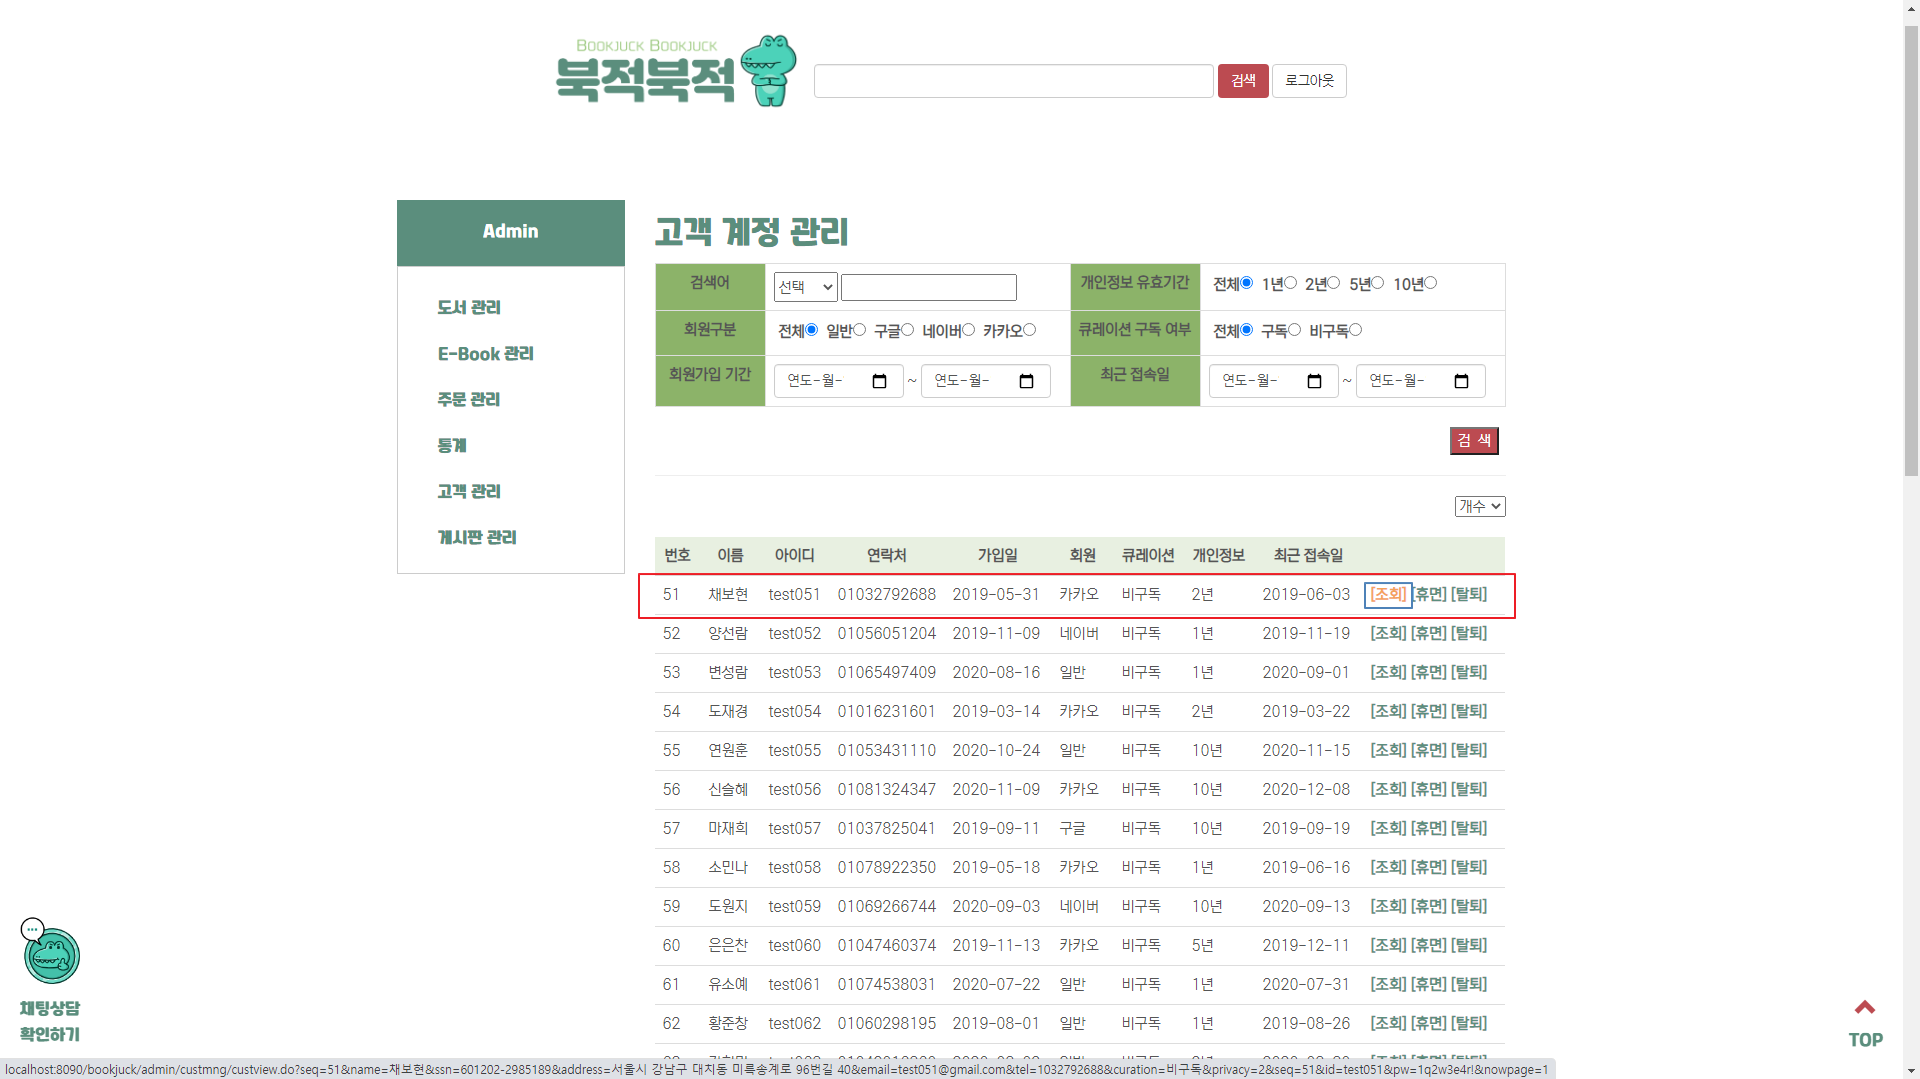 BOOKJUCK BOOKJUCK
북적북적
검색 로그아웃
Admin
도서 관리
E-Book 관리
주문 관리
통계
고객 관리
게시판 관리
고객 계정 관리
검색어 선택 개인정보 유효기간 전체 1년 2년 5년 10년
회원구분 전체 일반 구글 네이버 카카오 큐레이션 구독 여부 전체 구독 비구독
회원가입 기간 연도-월- ~ 연도-월- 최근 접속일 연도-월- ~ 연도-월-
검 색
개수
번호 이름 아이디 연락처 가입일 회원 큐레이션 개인정보 최근 접속일
51 채보현 test051 01032792688 2019-05-31 카카오 비구독 2년 2019-06-03 [조회] [휴면] [탈퇴]
52 양선람 test052 01056051204 2019-11-09 네이버 비구독 1년 2019-11-19 [조회] [휴면] [탈퇴]
53 변성람 test053 01065497409 2020-08-16 일반 비구독 1년 2020-09-01 [조회] [휴면] [탈퇴]
54 도재경 test054 01016231601 2019-03-14 카카오 비구독 2년 2019-03-22 [조회] [휴면] [탈퇴]
55 연원훈 test055 01053431110 2020-10-24 일반 비구독 10년 2020-11-15 [조회] [휴면] [탈퇴]
56 신슬혜 test056 01081324347 2020-11-09 카카오 비구독 10년 2020-12-08 [조회] [휴면] [탈퇴]
57 마재희 test057 01037825041 2019-09-11 구글 비구독 10년 2019-09-19 [조회] [휴면] [탈퇴]
58 소민나 test058 01078922350 2019-05-18 카카오 비구독 1년 2019-06-16 [조회] [휴면] [탈퇴]
59 도원지 test059 01069266744 2020-09-03 네이버 비구독 10년 2020-09-13 [조회] [휴면] [탈퇴]
60 은은찬 test060 01047460374 2019-11-13 카카오 비구독 5년 2019-12-11 [조회] [휴면] [탈퇴]
61 유소예 test061 01074538031 2020-07-22 일반 비구독 1년 2020-07-31 [조회] [휴면] [탈퇴]
62 황준창 test062 01060298195 2019-08-01 일반 비구독 1년 2019-08-26 [조회] [휴면] [탈퇴]
채팅상담
확인하기
TOP
localhost:8090/bookjuck/admin/custmng/custview.do?seq=51&name=채보현&ssn=601202-2985189&address=서울시 강남구 대치동 미륵송계로 96번길 40&email=test051@gmail.com&tel=1032792688&curation=비구독&privacy=2&seq=51&id=test051&pw=1q2w3e4r!&nowpage=1